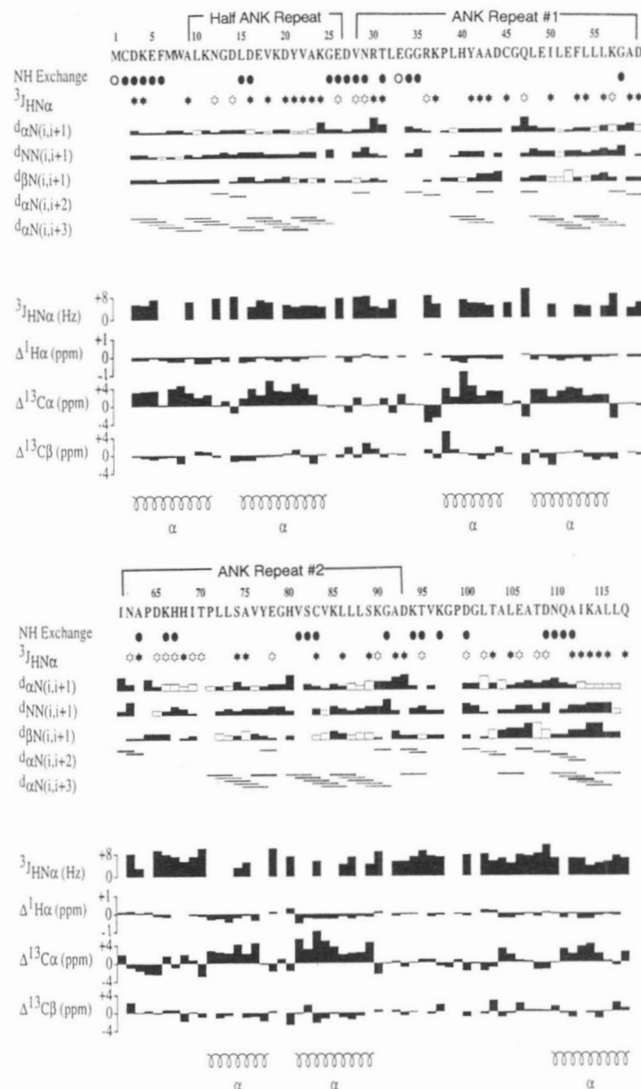 Half ANK Repeat ANK Repeat #1
1 5 10 15 20 25 30 35 40 45 50 55
MCDKEFMWALKNGDLDEVKDYVAKGEDVNRTLEGGRKPLHYAADCGQLEILEFLLLKGAD
NH Exchange
3JHNα
dαN(i,i+1)
dNN(i,i+1)
dβN(i,i+1)
dαN(i,i+2)
dαN(i,i+3)
3JHNα (Hz) +8 0
Δ1Hα (ppm) +1 0 -1
Δ13Cα (ppm) +4 0 -4
Δ13Cβ (ppm) +4 0 -4
α α α α
ANK Repeat #2
65 70 75 80 85 90 95 100 105 110 115
INAPDKHHITPLLSAVYEGHVSCVKLLLSKGADKTVKGPDGLTALEATDNQAIKALLQ
NH Exchange
3JHNα
dαN(i,i+1)
dNN(i,i+1)
dβN(i,i+1)
dαN(i,i+2)
dαN(i,i+3)
3JHNα (Hz) +8 0
Δ1Hα (ppm) +1 0 -1
Δ13Cα (ppm) +4 0 -4
Δ13Cβ (ppm) +4 0 -4
α α α